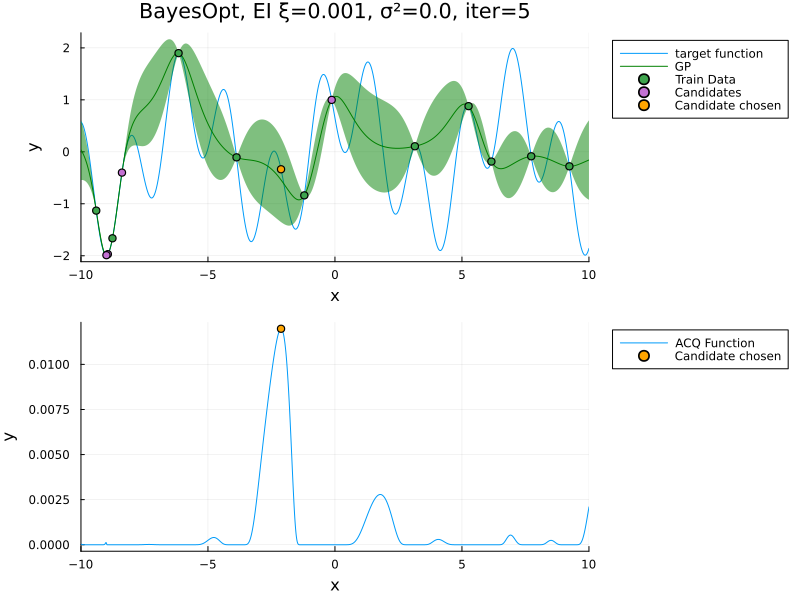 BayesOpt, EI ξ=0.001, σ²=0.0, iter=5
y
2
1
0
−1
−2
−10
−5
0
5
10
x
target function
GP
Train Data
Candidates
Candidate chosen
y
0.0100
0.0075
0.0050
0.0025
0.0000
−10
−5
0
5
10
x
ACQ Function
Candidate chosen